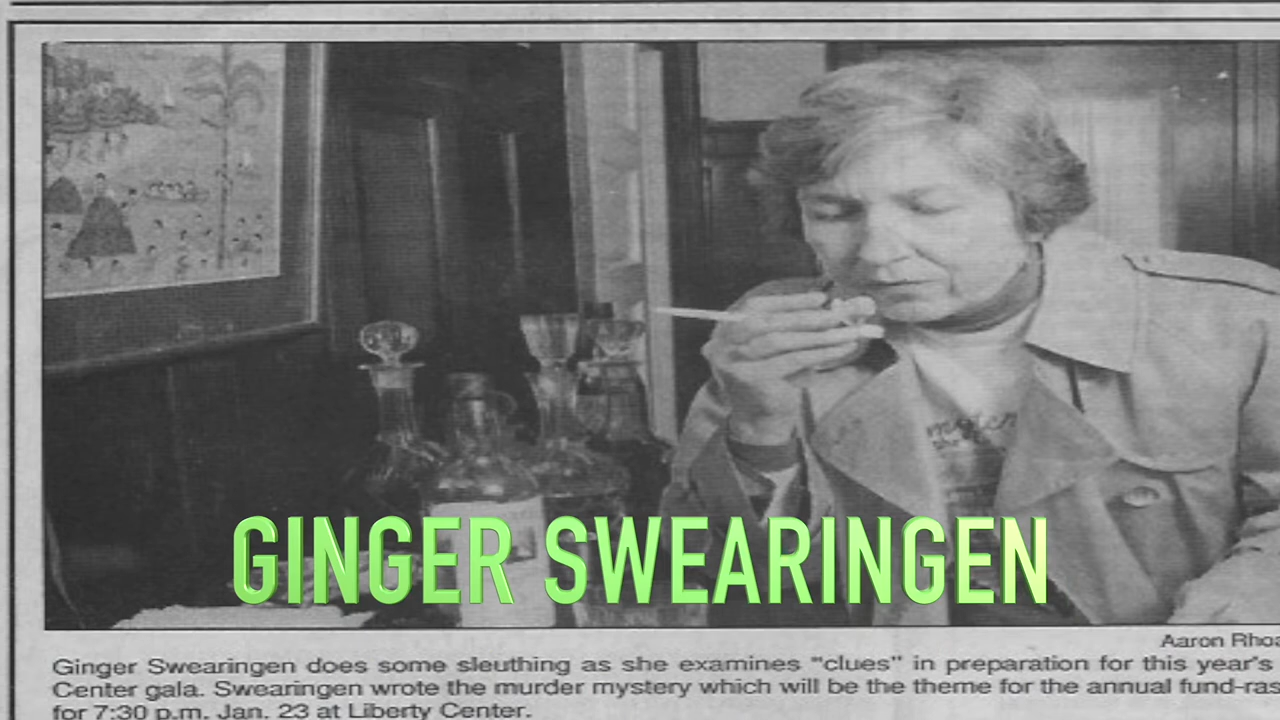 GINGER SWEARINGEN
Aaron Rhoa
Ginger Swearingen does some sleuthing as she examines "clues" in preparation for this year's
Center gala. Swearingen wrote the murder mystery which will be the theme for the annual fund-ras
for 7:30 p.m. Jan. 23 at Liberty Center.